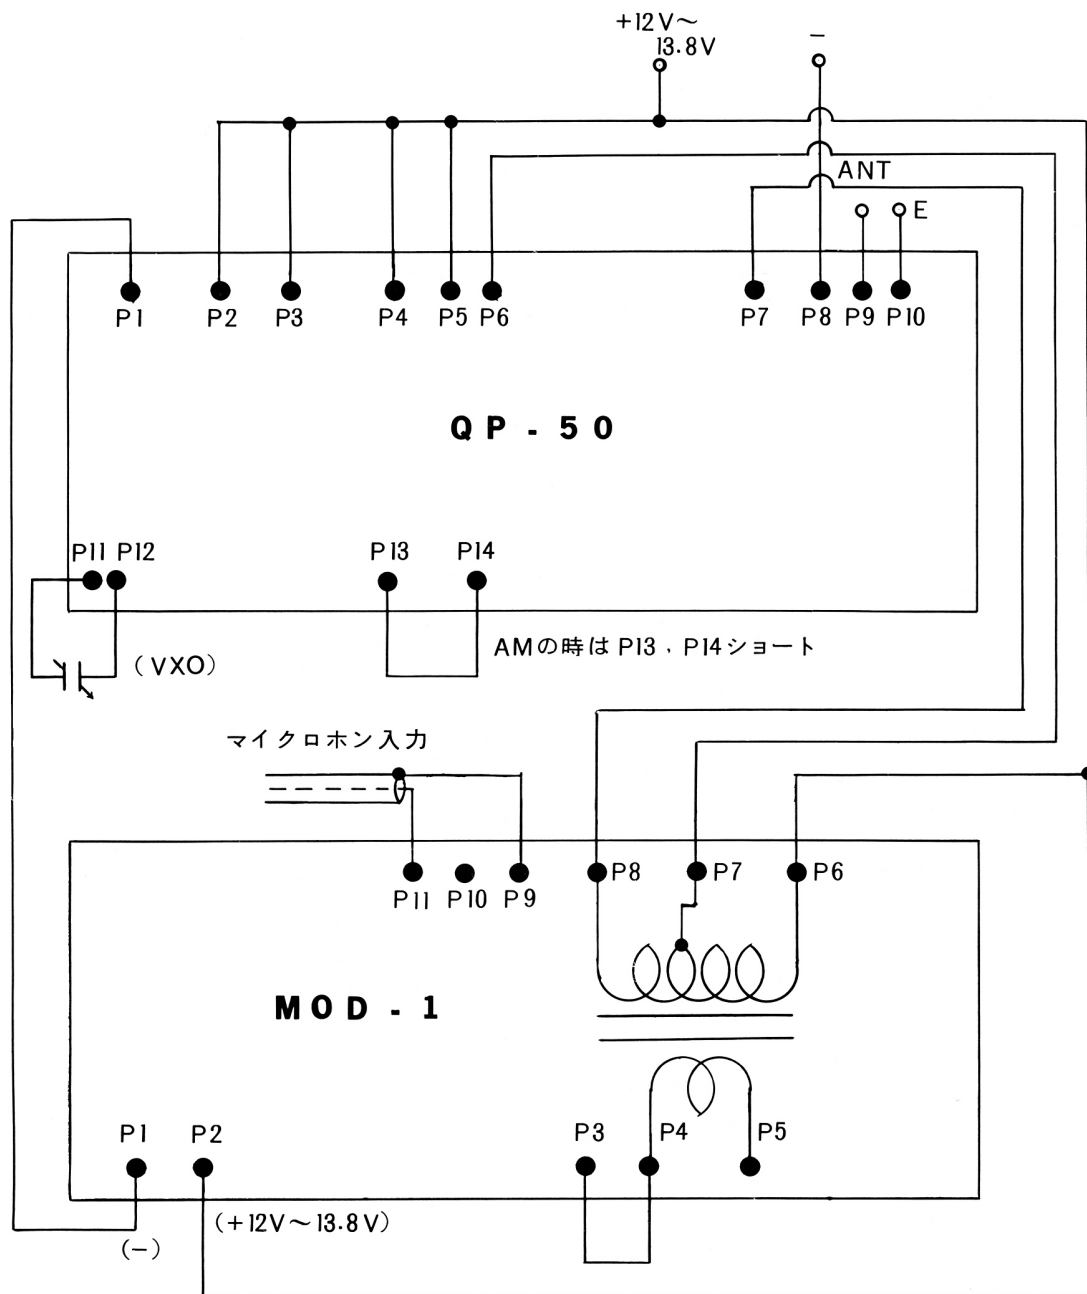 +12V～
13.8V
−
ANT
E
P1 P2 P3 P4 P5 P6 P7 P8 P9 P10
QP-50
P11 P12 P13 P14
AMの時は P13 , P14ショート
(VXO)
マイクロホン入力
P8 P7 P6
P11 P10 P9
MOD-1
P1 P2 P3 P4 P5
(+12V～13.8V)
(−)